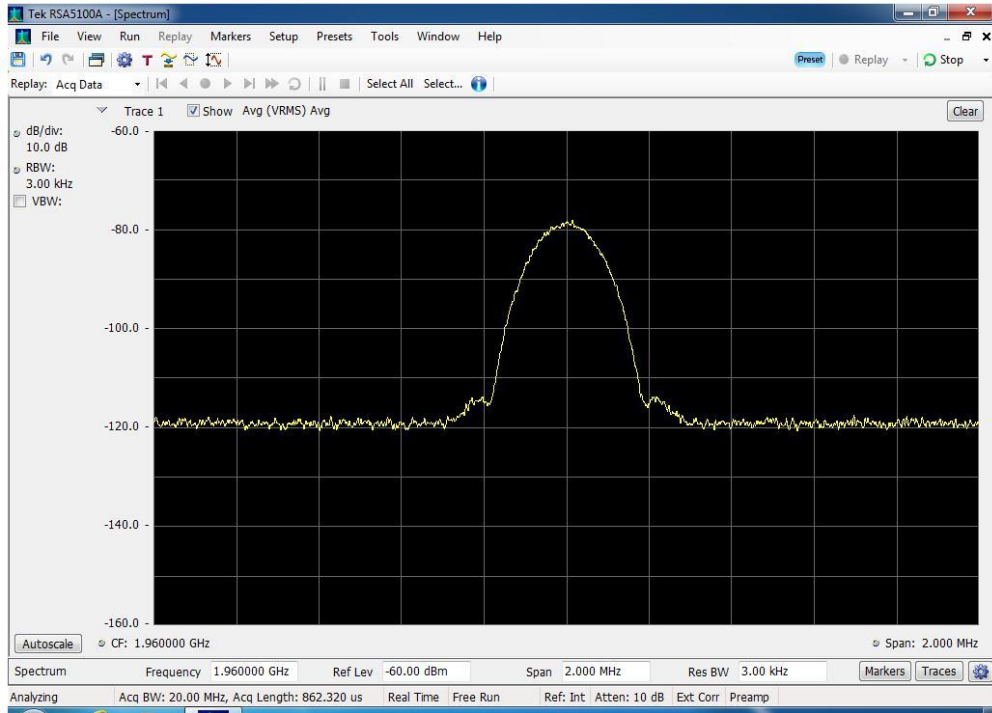 Tek RSA5100A - [Spectrum]
File View Run Replay Markers Setup Presets Tools Window Help
Preset Replay Stop
Replay: Acq Data Select All Select...
Trace 1 Show Avg (VRMS) Avg Clear
dB/div:
10.0 dB
RBW:
3.00 kHz
VBW:
-60.0
-80.0
-100.0
-120.0
-140.0
-160.0
Autoscale CF: 1.960000 GHz Span: 2.000 MHz
Spectrum Frequency 1.960000 GHz Ref Lev -60.00 dBm Span 2.000 MHz Res BW 3.00 kHz Markers Traces
Analyzing Acq BW: 20.00 MHz, Acq Length: 862.320 us Real Time Free Run Ref: Int Atten: 10 dB Ext Corr Preamp